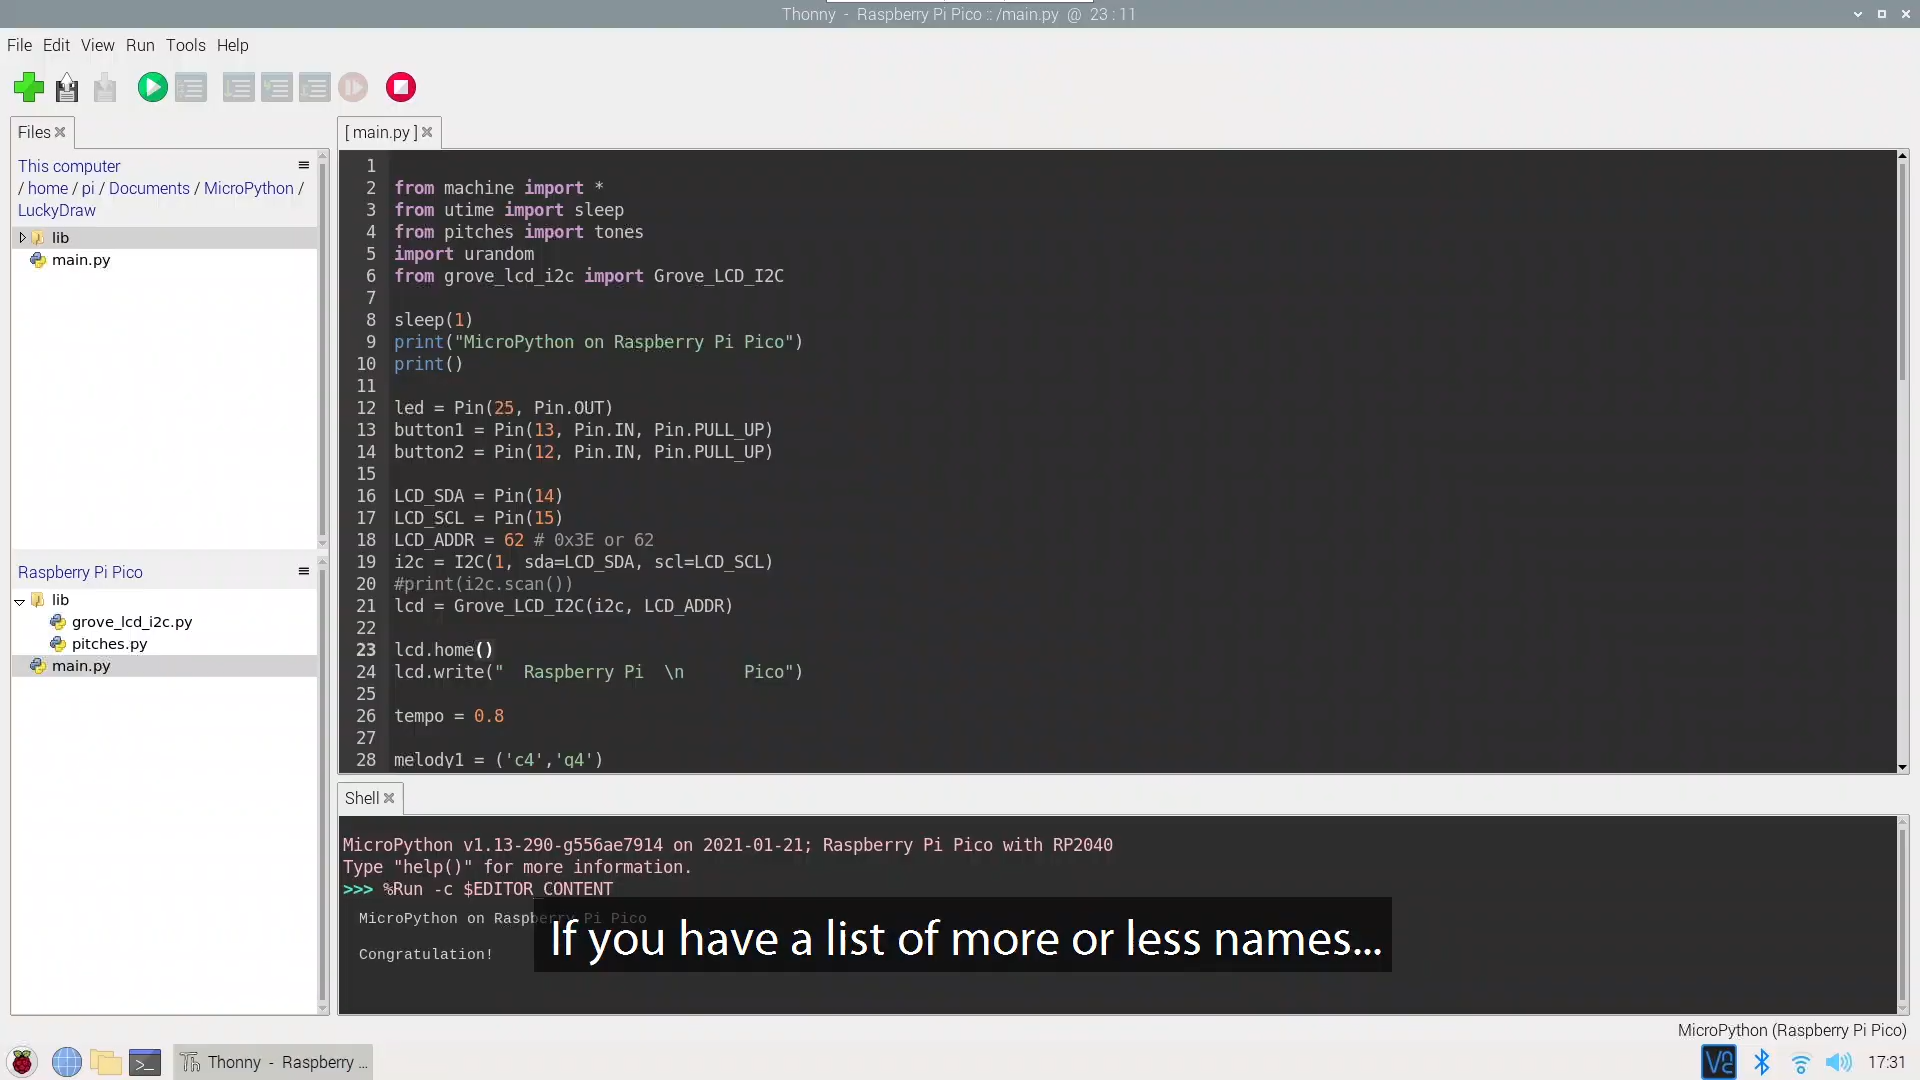 Thonny - Raspberry Pi Pico :: /main.py @ 23 : 11
File Edit View Run Tools Help
Files
This computer
/ home / pi / Documents / MicroPython /
LuckyDraw
lib
main.py
Raspberry Pi Pico
lib
grove_lcd_i2c.py
pitches.py
main.py
[ main.py ]
1
2 from machine import *
3 from utime import sleep
4 from pitches import tones
5 import urandom
6 from grove_lcd_i2c import Grove_LCD_I2C
7
8 sleep(1)
9 print("MicroPython on Raspberry Pi Pico")
10 print()
11
12 led = Pin(25, Pin.OUT)
13 button1 = Pin(13, Pin.IN, Pin.PULL_UP)
14 button2 = Pin(12, Pin.IN, Pin.PULL_UP)
15
16 LCD_SDA = Pin(14)
17 LCD_SCL = Pin(15)
18 LCD_ADDR = 62 # 0x3E or 62
19 i2c = I2C(1, sda=LCD_SDA, scl=LCD_SCL)
20 #print(i2c.scan())
21 lcd = Grove_LCD_I2C(i2c, LCD_ADDR)
22
23 lcd.home()
24 lcd.write("  Raspberry Pi  \n      Pico")
25
26 tempo = 0.8
27
28 melody1 = ('c4','g4')
Shell
MicroPython v1.13-290-g556ae7914 on 2021-01-21; Raspberry Pi Pico with RP2040
Type "help()" for more information.
>>> %Run -c $EDITOR_CONTENT
MicroPython on Raspberry Pi Pico
Congratulation!
If you have a list of more or less names...
MicroPython (Raspberry Pi Pico)
Thonny - Raspberry ...
17:31